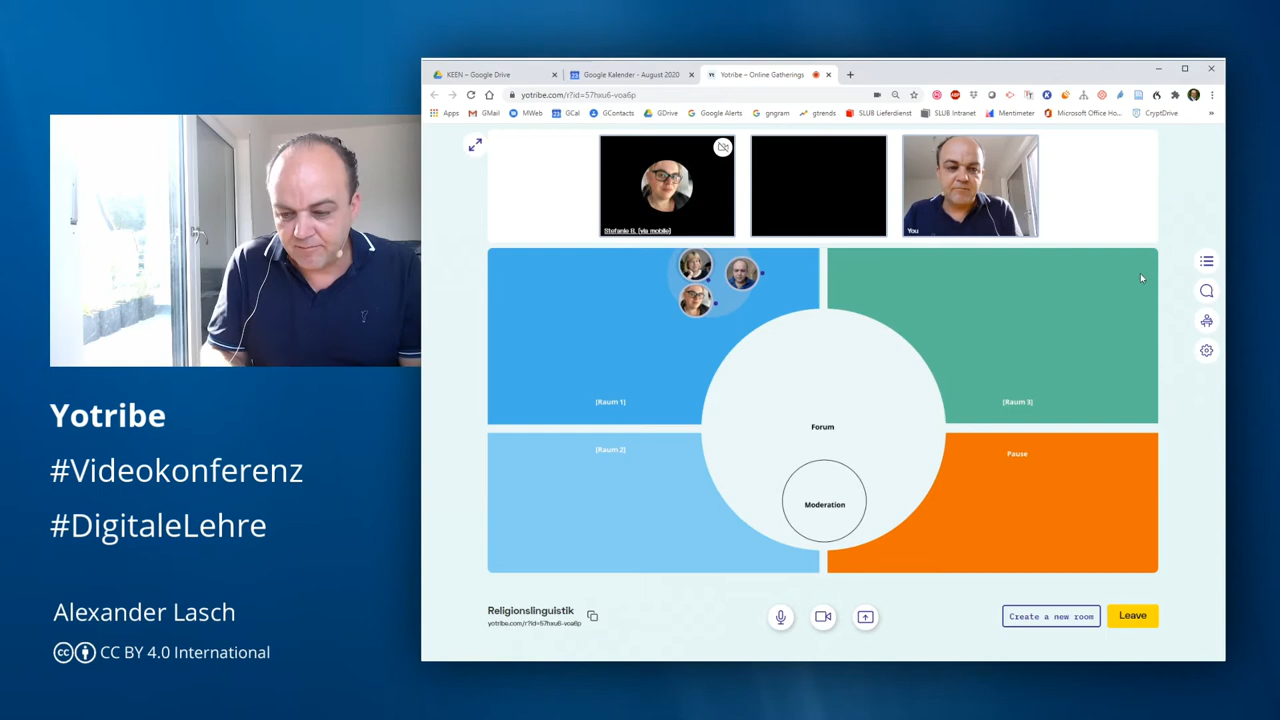 KEEN – Google Drive
Google Kalender - August 2020
Yotribe – Online Gatherings
yotribe.com/r?id=57hxu6-voa6p
Apps
GMail
MWeb
GCal
GContacts
GDrive
Google Alerts
gngram
gtrends
SLUB Lieferdienst
SLUB Intranet
Mentimeter
Microsoft Office Ho...
CryptDrive
Stefanie B. [via mobile]
You
[Raum 1]
[Raum 3]
Forum
[Raum 2]
Pause
Moderation
Religionslinguistik
yotribe.com/r?id=57hxu6-voa6p
Create a new room
Leave
Yotribe
#Videokonferenz
#DigitaleLehre
Alexander Lasch
CC BY 4.0 International